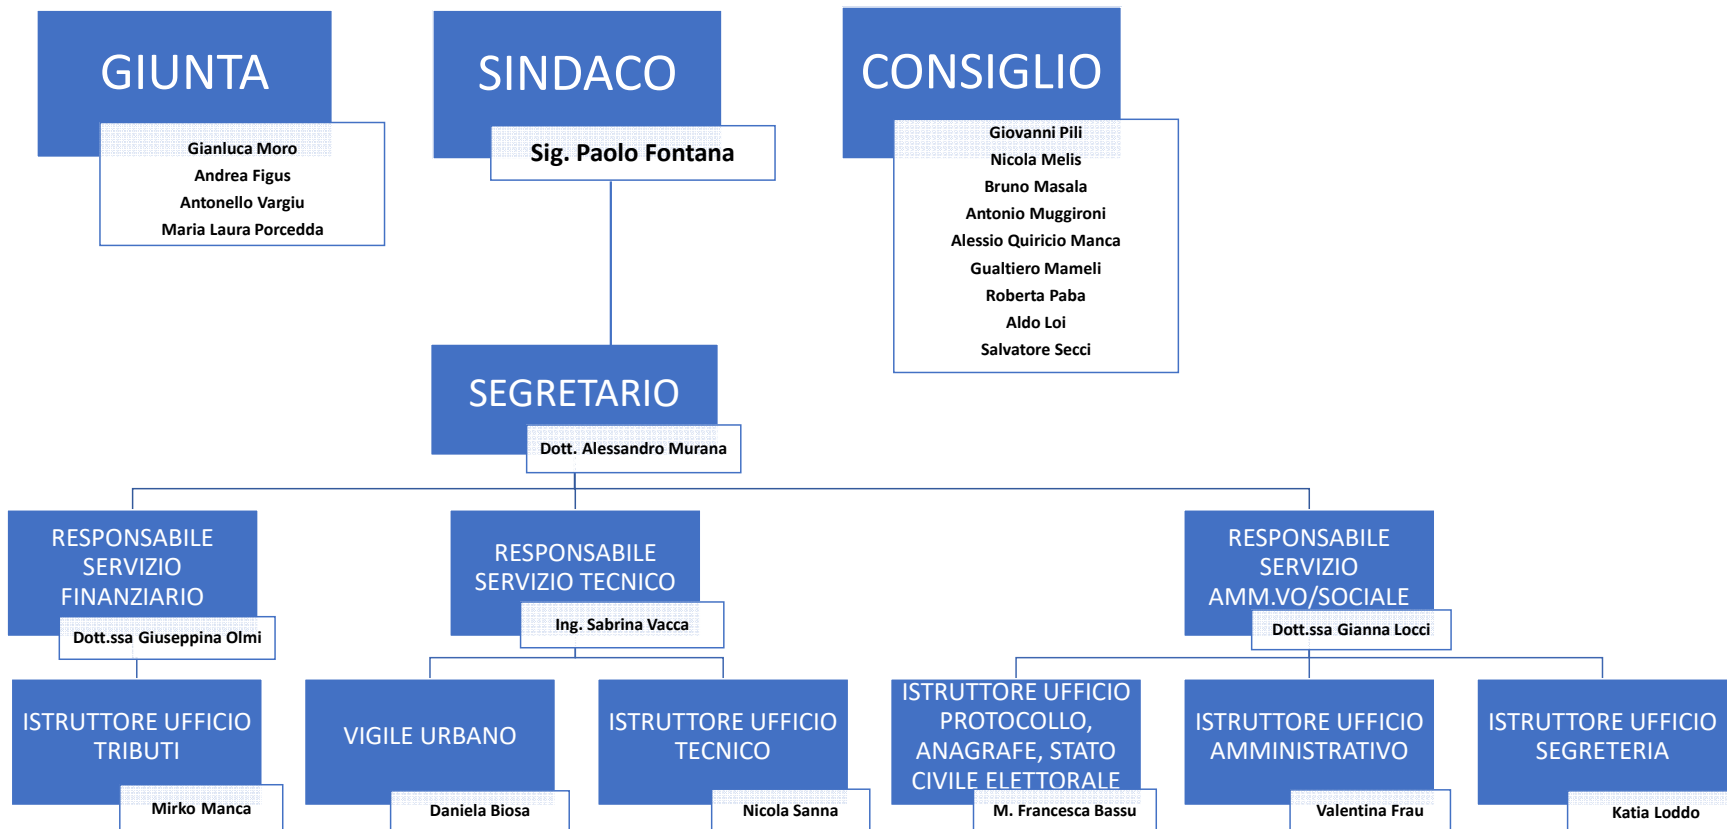 GIUNTA
Gianluca Moro
Andrea Figus
Antonello Vargiu
Maria Laura Porcedda
SINDACO
Sig. Paolo Fontana
CONSIGLIO
Giovanni Pili
Nicola Melis
Bruno Masala
Antonio Muggironi
Alessio Quiricio Manca
Gualtiero Mameli
Roberta Paba
Aldo Loi
Salvatore Secci
SEGRETARIO
Dott. Alessandro Murana
RESPONSABILE
SERVIZIO
FINANZIARIO
Dott.ssa Giuseppina Olmi
RESPONSABILE
SERVIZIO TECNICO
Ing. Sabrina Vacca
RESPONSABILE
SERVIZIO
AMM.VO/SOCIALE
Dott.ssa Gianna Locci
ISTRUTTORE UFFICIO
TRIBUTI
Mirko Manca
VIGILE URBANO
Daniela Biosa
ISTRUTTORE UFFICIO
TECNICO
Nicola Sanna
ISTRUTTORE UFFICIO
PROTOCOLLO,
ANAGRAFE, STATO
CIVILE ELETTORALE
M. Francesca Bassu
ISTRUTTORE UFFICIO
AMMINISTRATIVO
Valentina Frau
ISTRUTTORE UFFICIO
SEGRETERIA
Katia Loddo